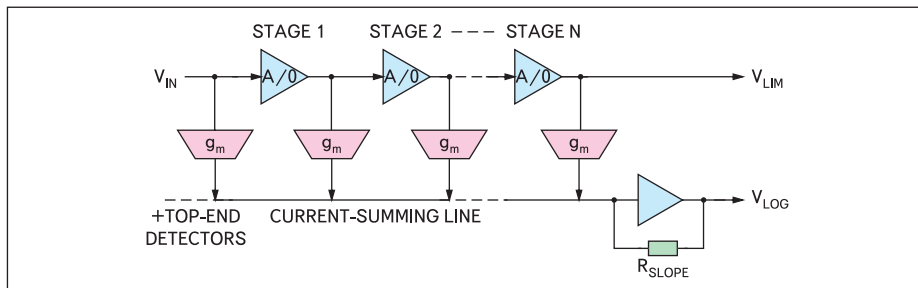 STAGE 1
STAGE 2
STAGE N
V_IN
A/0
A/0
A/0
V_LIM
g_m
g_m
g_m
g_m
+TOP-END
DETECTORS
CURRENT-SUMMING LINE
V_LOG
R_SLOPE